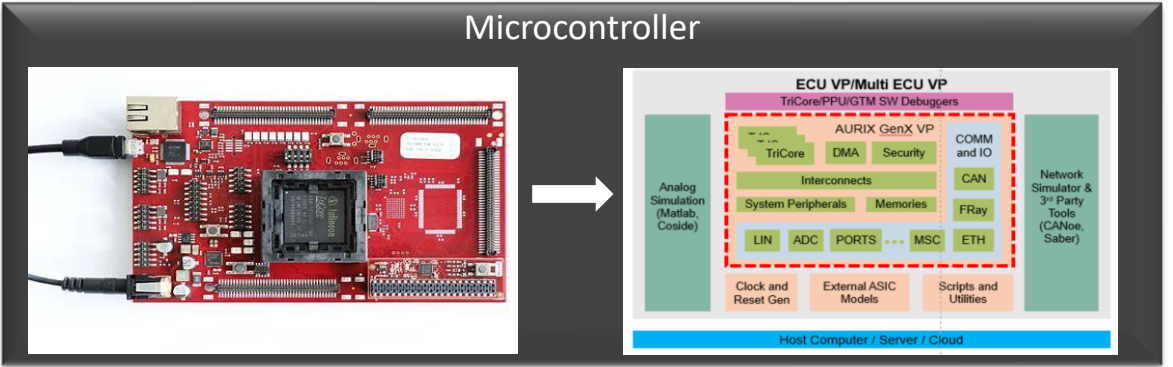 Microcontroller
infineon
ECU VP/Multi ECU VP
TriCore/PPU/GTM SW Debuggers
AURIX GenX VP
TriCore
DMA
Security
COMM
and IO
Interconnects
CAN
System Peripherals
Memories
FRay
LIN
ADC
PORTS
MSC
ETH
Analog
Simulation
(Matlab,
Coside)
Network
Simulator &
3rd Party
Tools
(CANoe,
Saber)
Clock and
Reset Gen
External ASIC
Models
Scripts and
Utilities
Host Computer / Server / Cloud